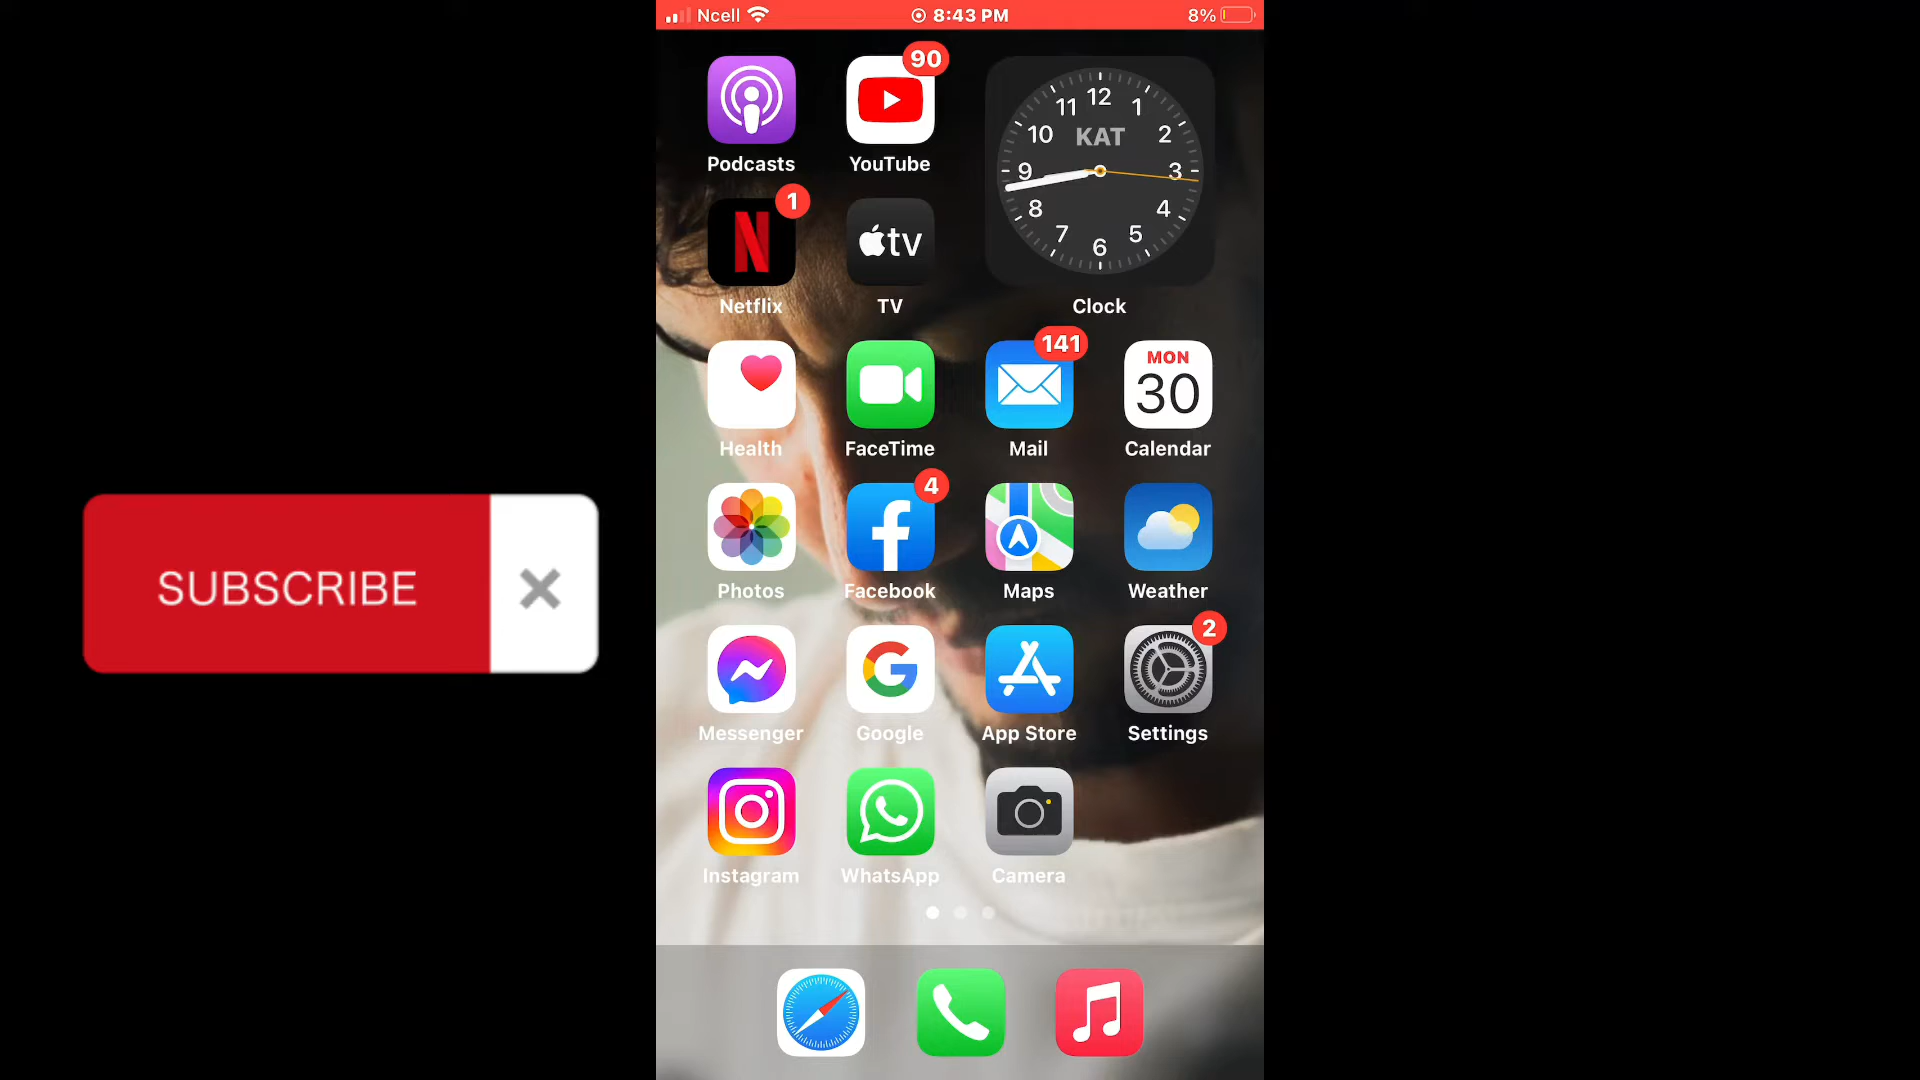 Ncell 8:43 PM 8%
90
12
11 1
10 KAT 2
9 3
8 4
7 5
6
Podcasts YouTube
1
N tv
Netflix TV Clock
141
MON
30
Health FaceTime Mail Calendar
4
f
Photos Facebook Maps Weather
2
G
Messenger Google App Store Settings
Instagram WhatsApp Camera
SUBSCRIBE